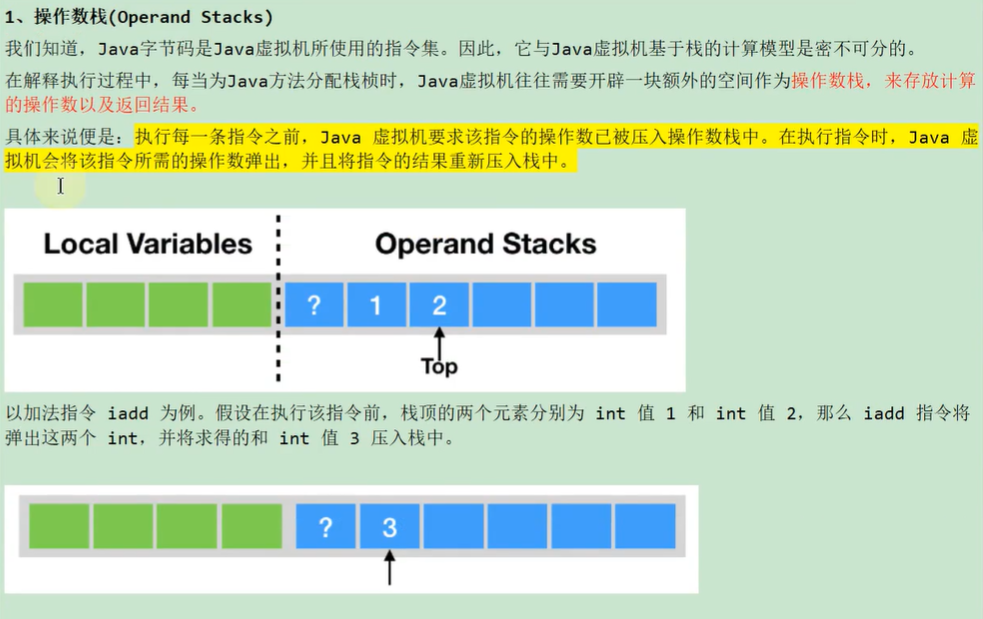 1、操作数栈(Operand Stacks)
我们知道，Java字节码是Java虚拟机所使用的指令集。因此，它与Java虚拟机基于栈的计算模型是密不可分的。
在解释执行过程中，每当为Java方法分配栈桢时，Java虚拟机往往需要开辟一块额外的空间作为操作数栈，来存放计算
的操作数以及返回结果。
具体来说便是：执行每一条指令之前，Java 虚拟机要求该指令的操作数已被压入操作数栈中。在执行指令时，Java 虚
拟机会将该指令所需的操作数弹出，并且将指令的结果重新压入栈中。
Local Variables
Operand Stacks
? 1 2
Top
以加法指令 iadd 为例。假设在执行该指令前，栈顶的两个元素分别为 int 值 1 和 int 值 2，那么 iadd 指令将
弹出这两个 int，并将求得的和 int 值 3 压入栈中。
? 3